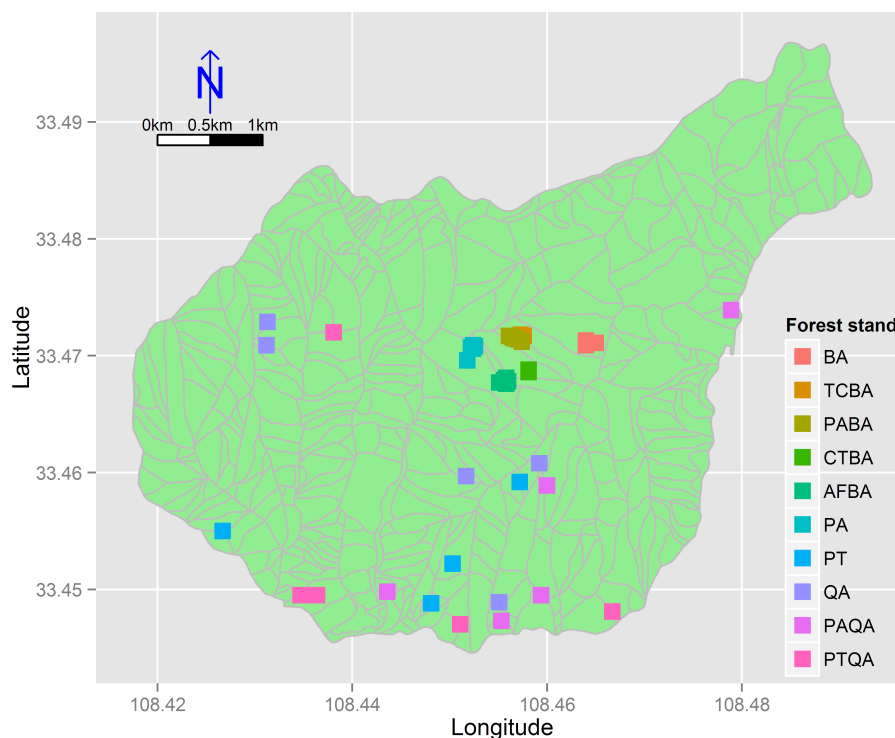 N
0km 0.5km 1km
33.49
33.48
33.47
33.46
33.45
Latitude
108.42 108.44 108.46 108.48
Longitude
Forest stand
BA
TCBA
PABA
CTBA
AFBA
PA
PT
QA
PAQA
PTQA